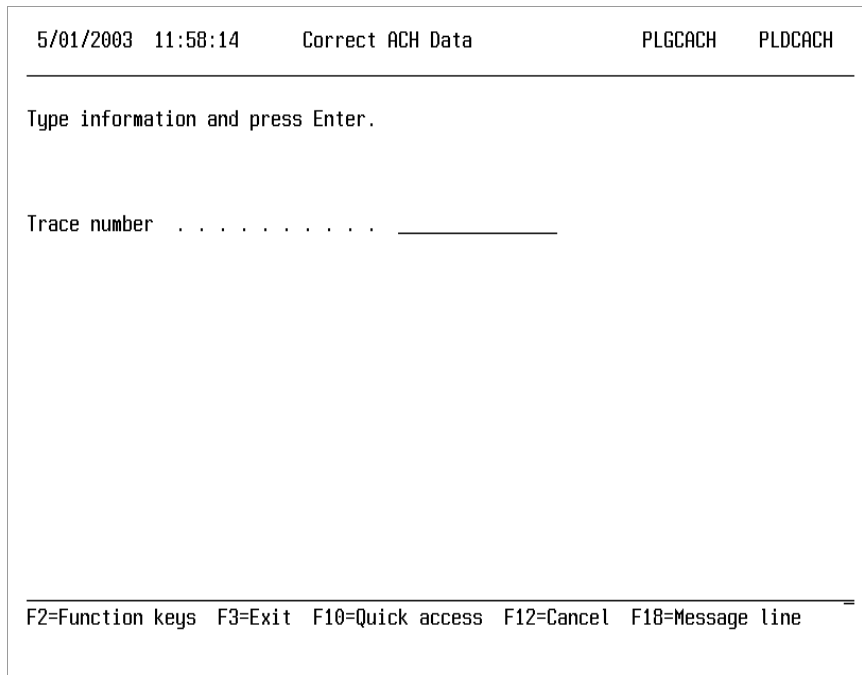 5/01/2003 11:58:14 Correct ACH Data PLGCACH PLDCACH
Type information and press Enter.
Trace number . . . . . . . . . . _______________
F2=Function keys F3=Exit F10=Quick access F12=Cancel F18=Message line